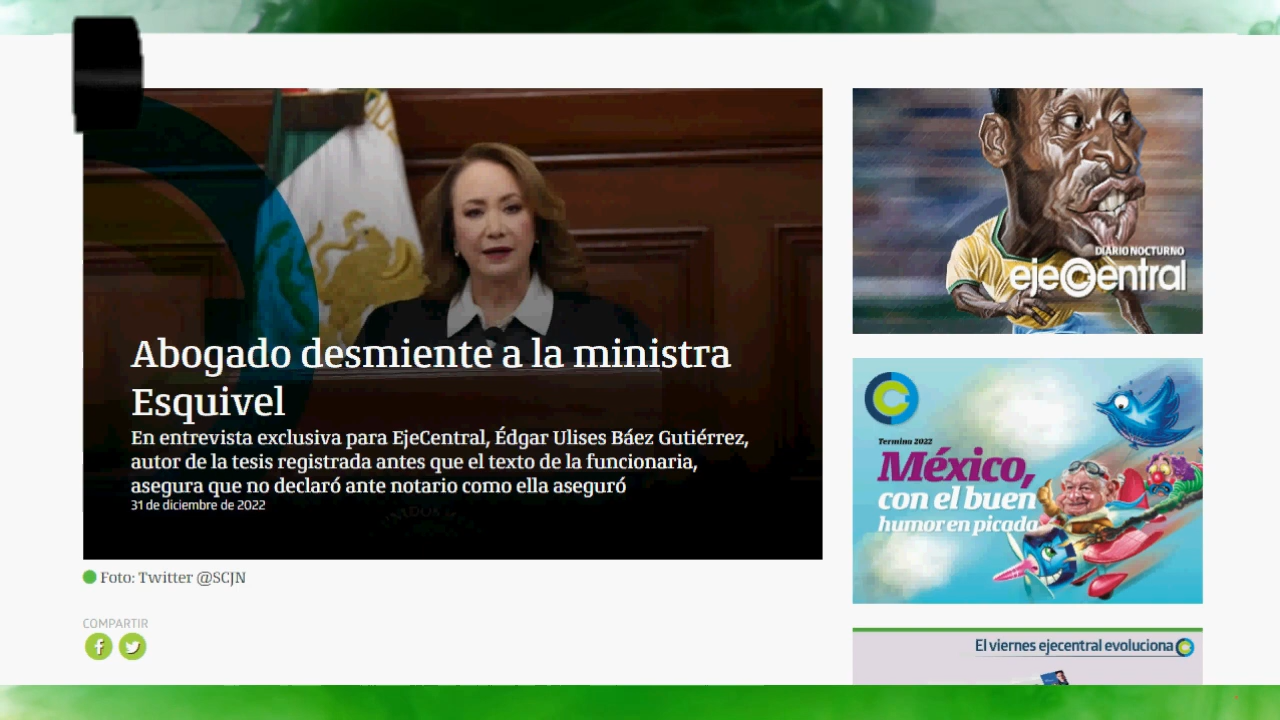 Abogado desmiente a la ministra
Esquivel
En entrevista exclusiva para EjeCentral, Édgar Ulises Báez Gutiérrez,
autor de la tesis registrada antes que el texto de la funcionaria,
asegura que no declaró ante notario como ella aseguró
31 de diciembre de 2022
Foto: Twitter @SCJN
COMPARTIR
DIARIO NOCTURNO
ejeCentral
Termina 2022
México,
con el buen
humor en picada
El viernes ejecentral evoluciona